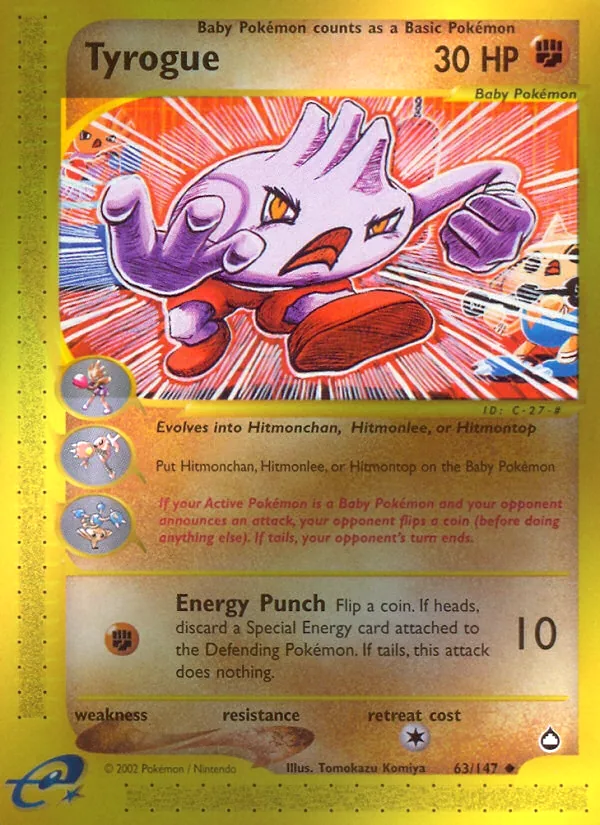 Baby Pokémon counts as a Basic Pokémon
Tyrogue
30 HP
Baby Pokémon
ID: C-27-#
Evolves into Hitmonchan, Hitmonlee, or Hitmontop
Put Hitmonchan, Hitmonlee, or Hitmontop on the Baby Pokémon
If your Active Pokémon is a Baby Pokémon and your opponent
announces an attack, your opponent flips a coin (before doing
anything else). If tails, your opponent's turn ends.
Energy Punch Flip a coin. If heads,
discard a Special Energy card attached to
the Defending Pokémon. If tails, this attack
does nothing.
10
weakness
resistance
retreat cost
© 2002 Pokémon / Nintendo
Illus. Tomokazu Komiya
63/147
e